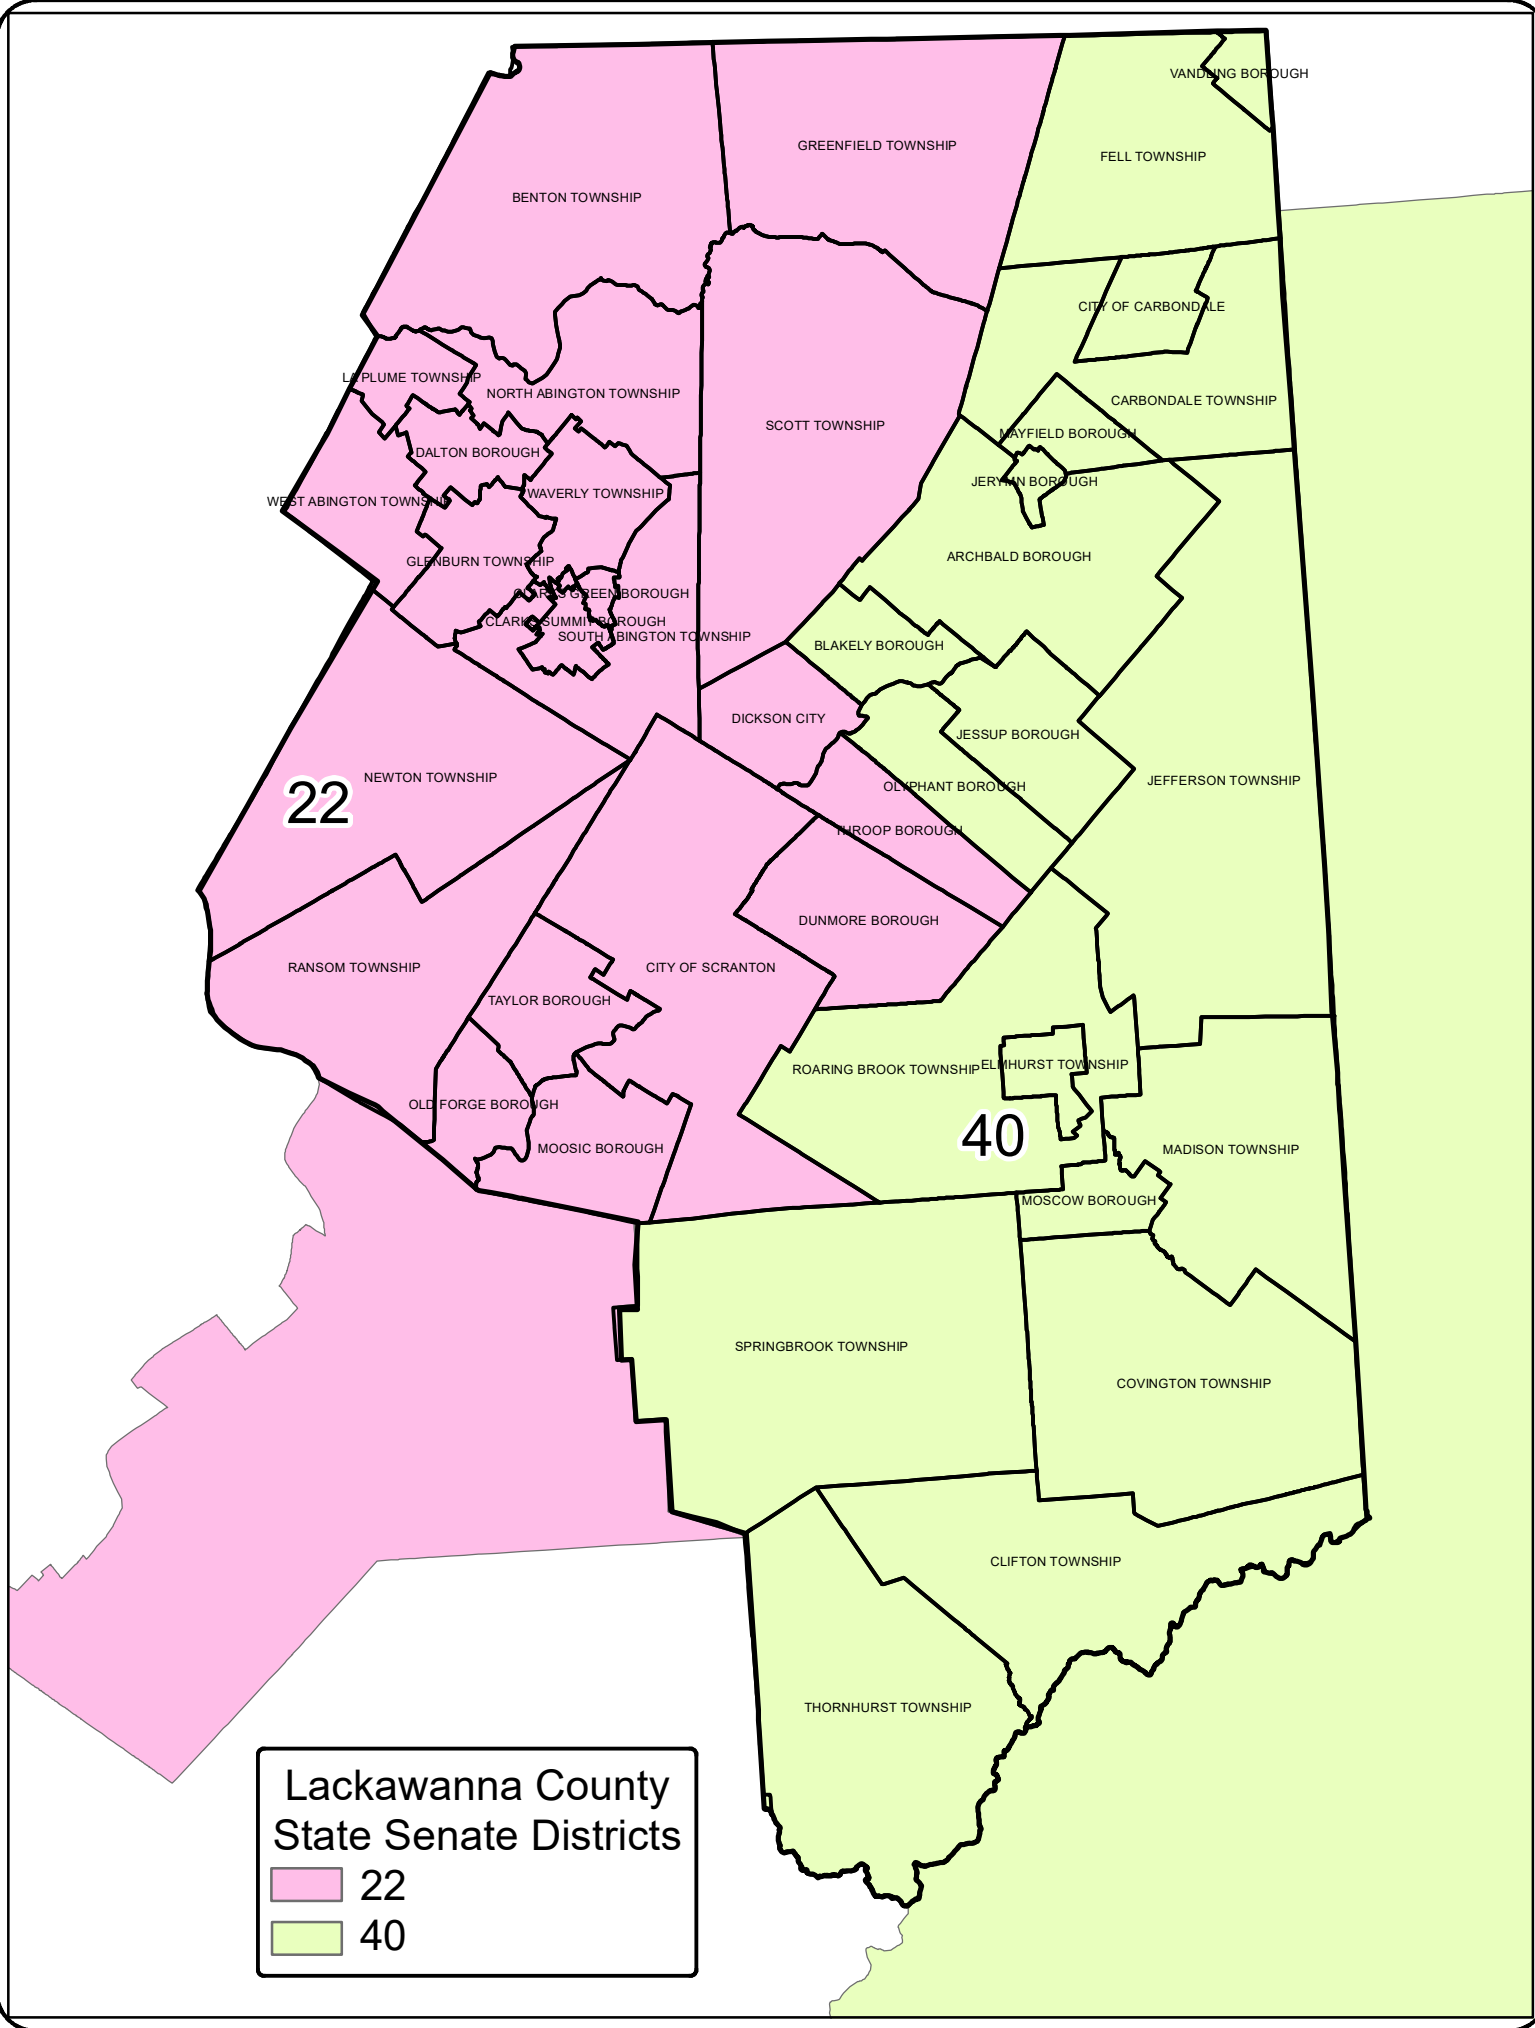 VANDLING BOROUGH
GREENFIELD TOWNSHIP
FELL TOWNSHIP
BENTON TOWNSHIP
CITY OF CARBONDALE
LA PLUME TOWNSHIP
NORTH ABINGTON TOWNSHIP
CARBONDALE TOWNSHIP
SCOTT TOWNSHIP
MAYFIELD BOROUGH
DALTON BOROUGH
JERYMN BOROUGH
WAVERLY TOWNSHIP
WEST ABINGTON TOWNSHIP
ARCHBALD BOROUGH
GLENBURN TOWNSHIP
CLARKS GREEN BOROUGH
CLARKS SUMMIT BOROUGH
SOUTH ABINGTON TOWNSHIP
BLAKELY BOROUGH
DICKSON CITY
JESSUP BOROUGH
NEWTON TOWNSHIP
JEFFERSON TOWNSHIP
OLYPHANT BOROUGH
22
THROOP BOROUGH
DUNMORE BOROUGH
RANSOM TOWNSHIP
CITY OF SCRANTON
TAYLOR BOROUGH
ROARING BROOK TOWNSHIP
ELMHURST TOWNSHIP
OLD FORGE BOROUGH
40
MOOSIC BOROUGH
MADISON TOWNSHIP
MOSCOW BOROUGH
SPRINGBROOK TOWNSHIP
COVINGTON TOWNSHIP
CLIFTON TOWNSHIP
THORNHURST TOWNSHIP
Lackawanna County
State Senate Districts
22
40